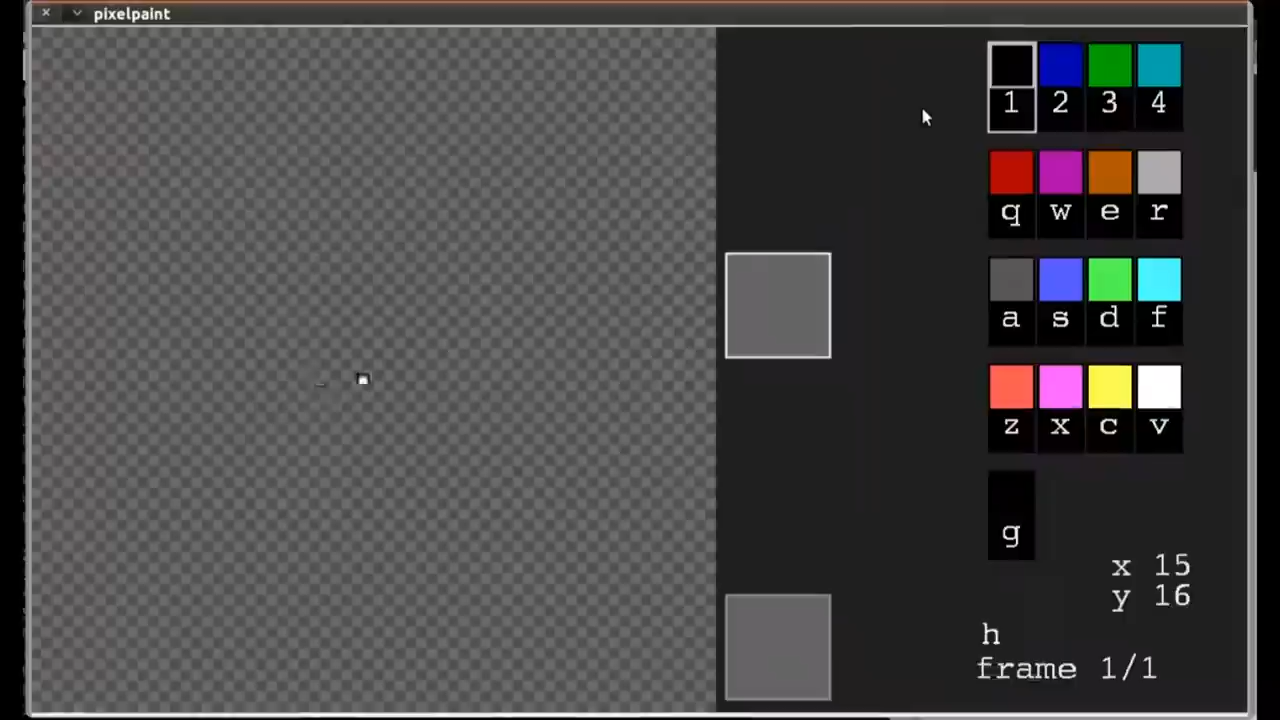 pixelpaint
1 2 3 4
q w e r
a s d f
z x c v
g
x 15
y 16
h
frame 1/1